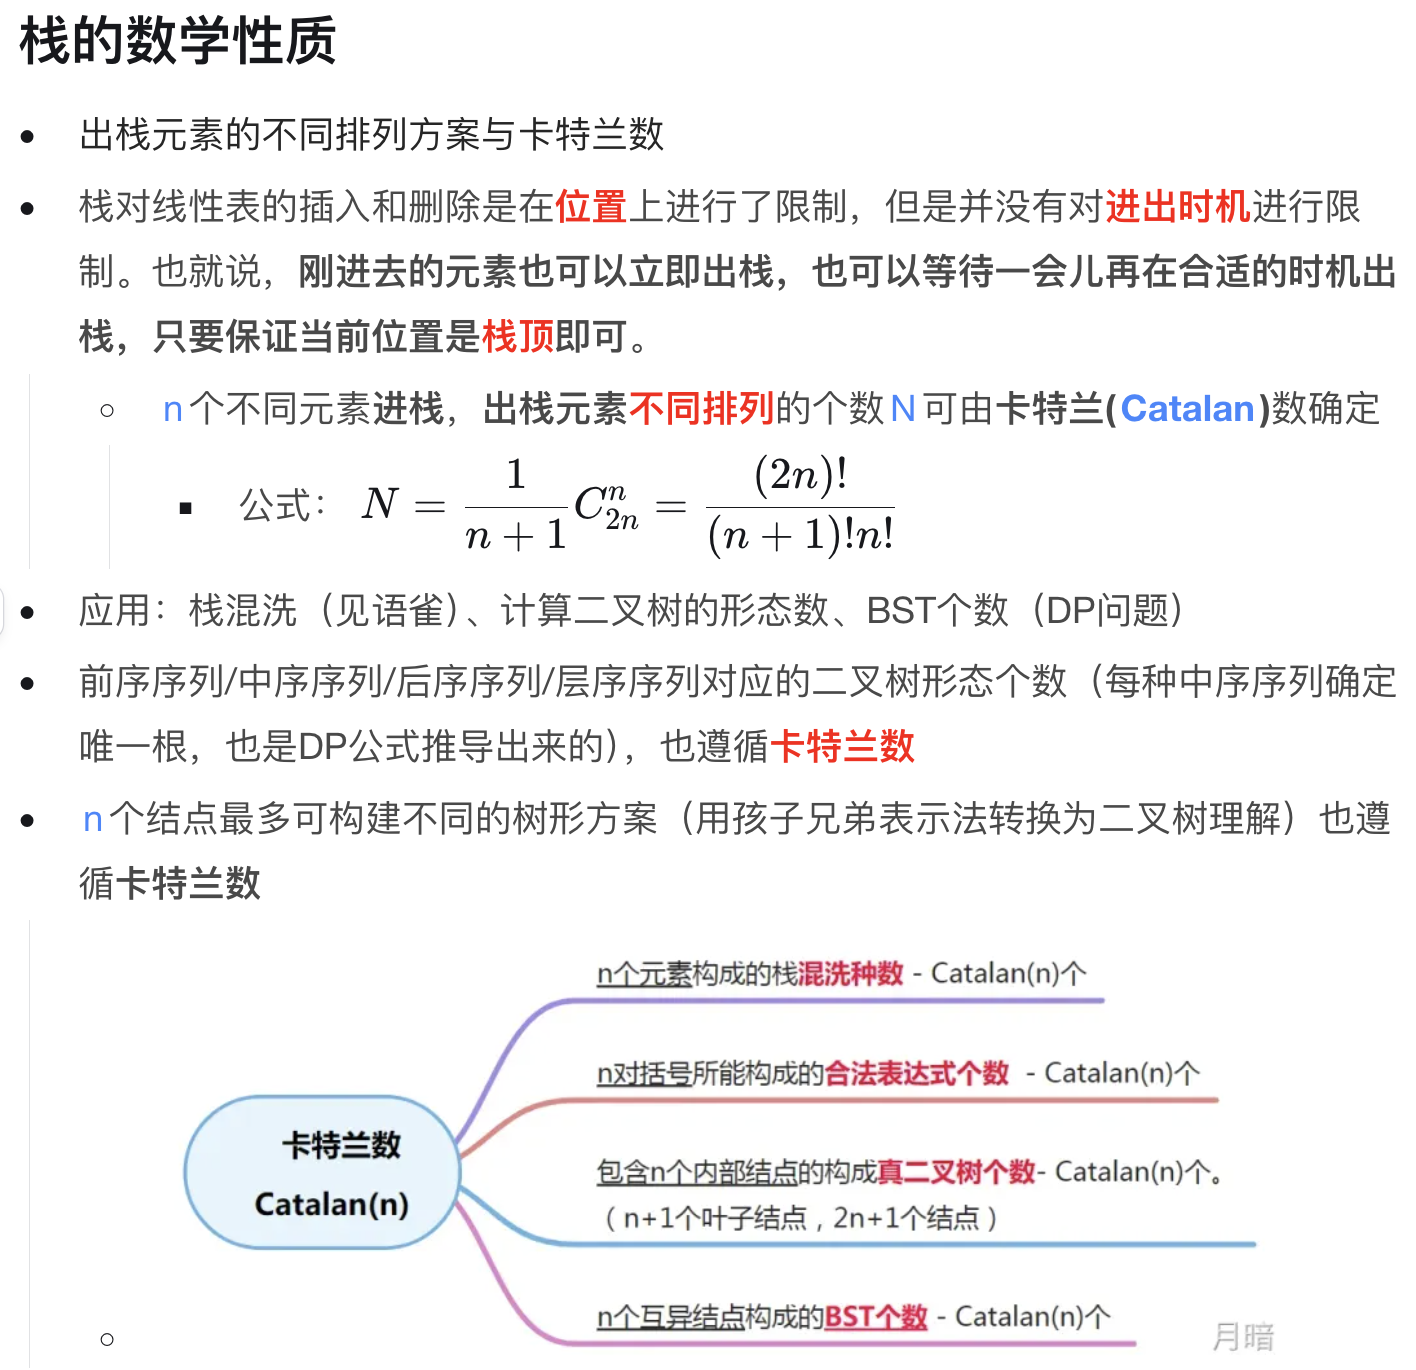 栈的数学性质
出栈元素的不同排列方案与卡特兰数
栈对线性表的插入和删除是在位置上进行了限制，但是并没有对进出时机进行限
制。也就说，刚进去的元素也可以立即出栈，也可以等待一会儿再在合适的时机出
栈，只要保证当前位置是栈顶即可。
n个不同元素进栈，出栈元素不同排列的个数N可由卡特兰(Catalan)数确定
公式： N = \frac{1}{n+1} C_{2n}^{n} = \frac{(2n)!}{(n+1)!n!}
应用：栈混洗（见语雀）、计算二叉树的形态数、BST个数（DP问题）
前序序列/中序序列/后序序列/层序序列对应的二叉树形态个数（每种中序序列确定
唯一根，也是DP公式推导出来的），也遵循卡特兰数
n个结点最多可构建不同的树形方案（用孩子兄弟表示法转换为二叉树理解）也遵
循卡特兰数
n个元素构成的栈混洗种数 - Catalan(n)个
n对括号所能构成的合法表达式个数 - Catalan(n)个
卡特兰数
Catalan(n)
包含n个内部结点的构成真二叉树个数- Catalan(n)个。
（n+1个叶子结点，2n+1个结点）
n个互异结点构成的BST个数 - Catalan(n)个
月暗